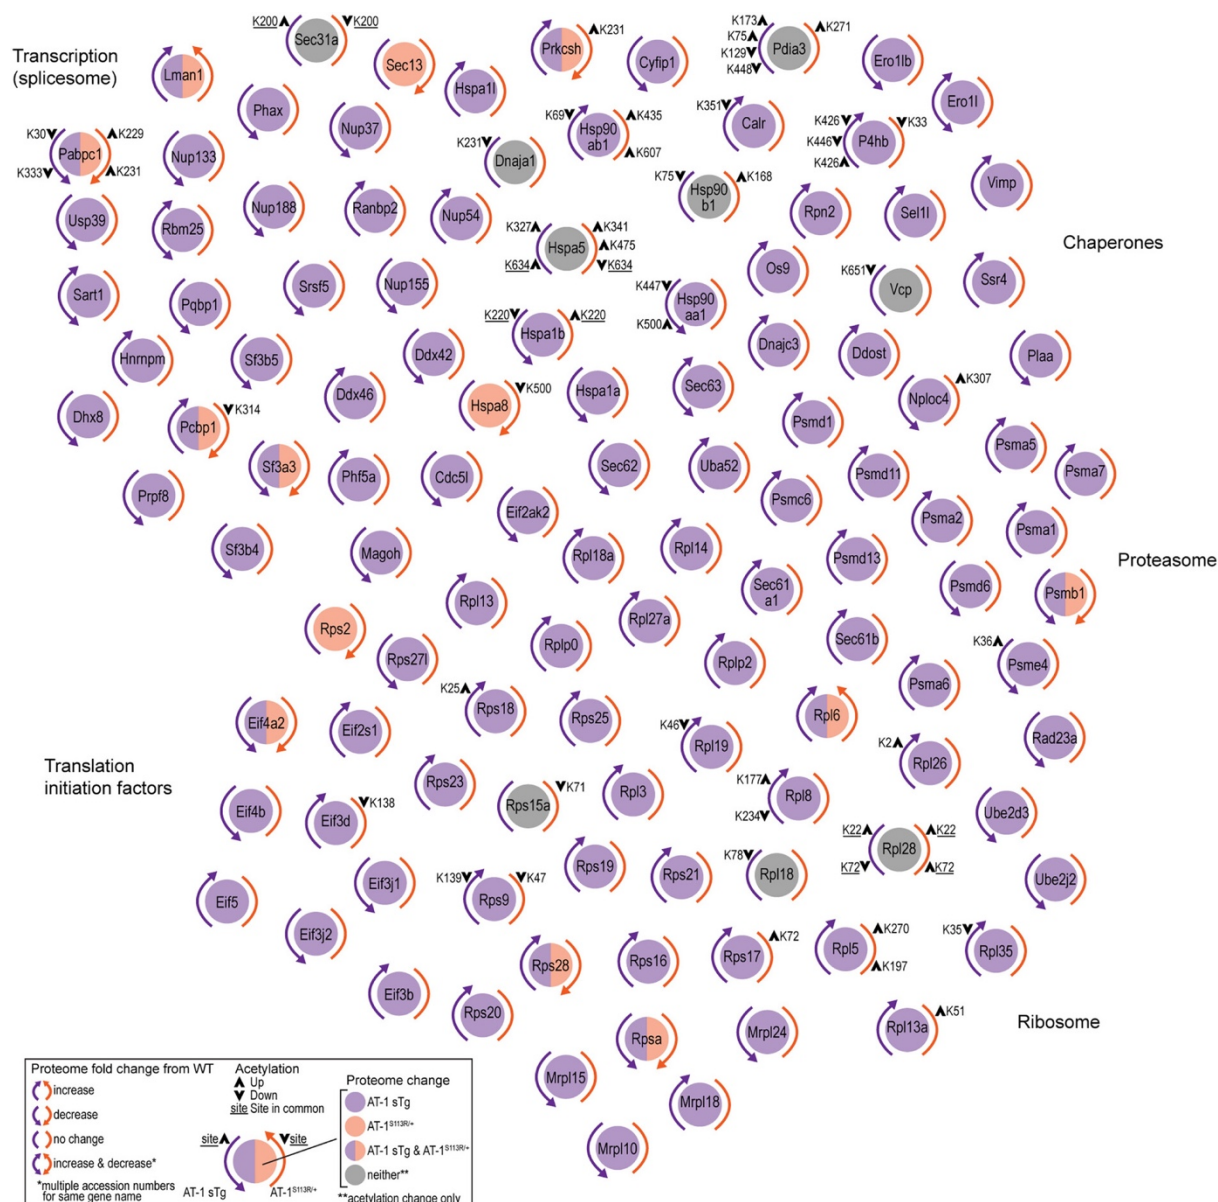 Transcription
(splicesome)
Lman1
K200 K200
Sec31a
Sec13
Hspa1l
Prkcsh
K231
Cyfip1
K173
K75
K129
K448
Pdia3
K271
Ero1lb
Ero1l
Phax
Nup37
K30
K333
Pabpc1
K229
K231
Nup133
K231
Dnaja1
K69
Hsp90
ab1
K435
K607
K351
Calr
K426
K446
K426
P4hb
K33
Vimp
Usp39
Rbm25
Nup188
Ranbp2
Nup54
K75
Hsp90
b1
K168
Rpn2
Sel1l
Chaperones
K327
K634
Hspa5
K341
K475
K634
Os9
K651
Vcp
Ssr4
Sart1
Pqbp1
Srsf5
Nup155
K220
Hspa1b
K220
K447
K500
Hsp90
aa1
Dnajc3
Ddost
Plaa
Hnrnpm
Sf3b5
Ddx42
Ddx46
Hspa8
K500
Hspa1a
Sec63
Nploc4
K307
Dhx8
Pcbp1
K314
Psmd1
Psma5
Psma7
Sf3a3
Phf5a
Cdc5l
Sec62
Uba52
Psmc6
Psmd11
Prpf8
Eif2ak2
Psma2
Psma1
Sf3b4
Magoh
Rpl18a
Rpl14
Psmd13
Proteasome
Sec61
a1
Psmd6
Psmb1
Rpl13
Rps2
Rpl27a
Rplp0
Rplp2
Sec61b
K36
Psme4
Rps27l
Psma6
K25
Rps18
Rps25
Eif4a2
Eif2s1
Rpl6
K46
Rpl19
Rad23a
K2
Rpl26
Translation
initiation factors
Rps23
Rps15a
K71
Rpl3
K177
K234
Rpl8
Eif4b
Eif3d
K138
Ube2d3
K22
K72
Rpl28
K22
K72
Rps19
Rps21
K78
Rpl18
Ube2j2
Eif3j1
K139
Rps9
K47
Eif5
Eif3j2
Rps28
Rps16
Rps17
K72
Rpl5
K270
K197
K35
Rpl35
Eif3b
Rps20
Rpsa
Mrpl24
Rpl13a
K51
Ribosome
Mrpl15
Mrpl18
Mrpl10
Proteome fold change from WT
increase
decrease
no change
increase & decrease*
*multiple accession numbers
for same gene name
Acetylation
Up
Down
site Site in common
site site
AT-1 sTg AT-1S113R/+
Proteome change
AT-1 sTg
AT-1S113R/+
AT-1 sTg & AT-1S113R/+
neither**
**acetylation change only